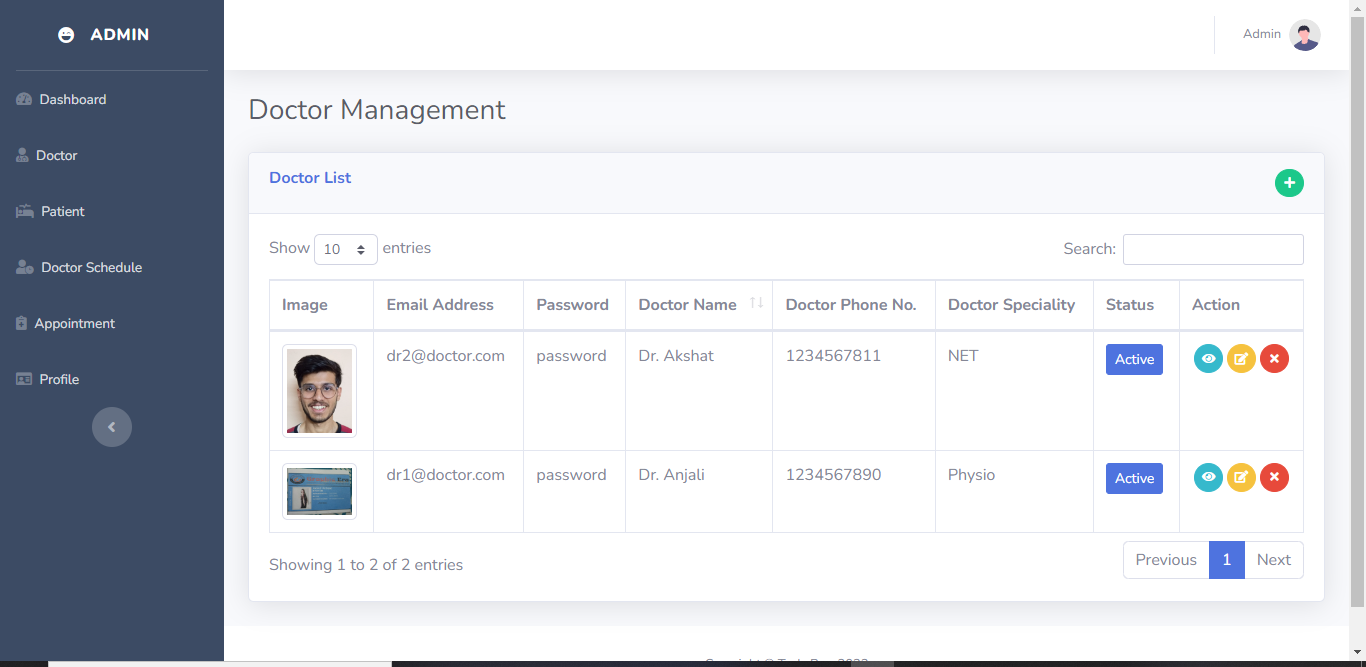 ADMIN
Admin
Dashboard
Doctor
Patient
Doctor Schedule
Appointment
Profile
Doctor Management
Doctor List
Show 10 entries
Search:
Image Email Address Password Doctor Name Doctor Phone No. Doctor Speciality Status Action
dr2@doctor.com password Dr. Akshat 1234567811 NET Active
dr1@doctor.com password Dr. Anjali 1234567890 Physio Active
Showing 1 to 2 of 2 entries
Previous 1 Next